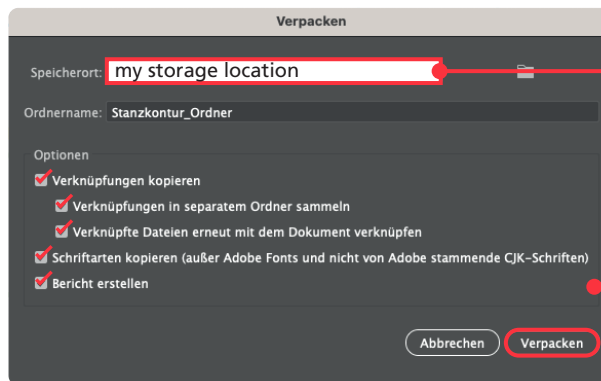 Verpacken
Speicherort: my storage location
Ordnername: Stanzkontur_Ordner
Optionen
Verknüpfungen kopieren
Verknüpfungen in separatem Ordner sammeln
Verknüpfte Dateien erneut mit dem Dokument verknüpfen
Schriftarten kopieren (außer Adobe Fonts und nicht von Adobe stammende CJK-Schriften)
Bericht erstellen
Abbrechen Verpacken